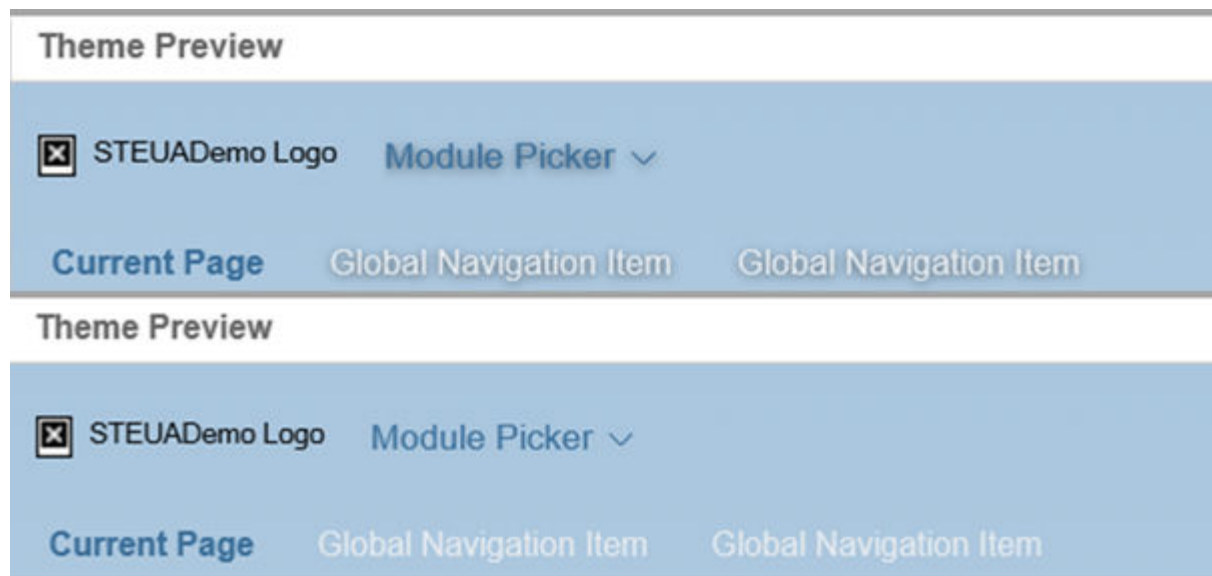 Theme Preview
STEUADemo Logo Module Picker
Current Page Global Navigation Item Global Navigation Item
Theme Preview
STEUADemo Logo Module Picker
Current Page Global Navigation Item Global Navigation Item